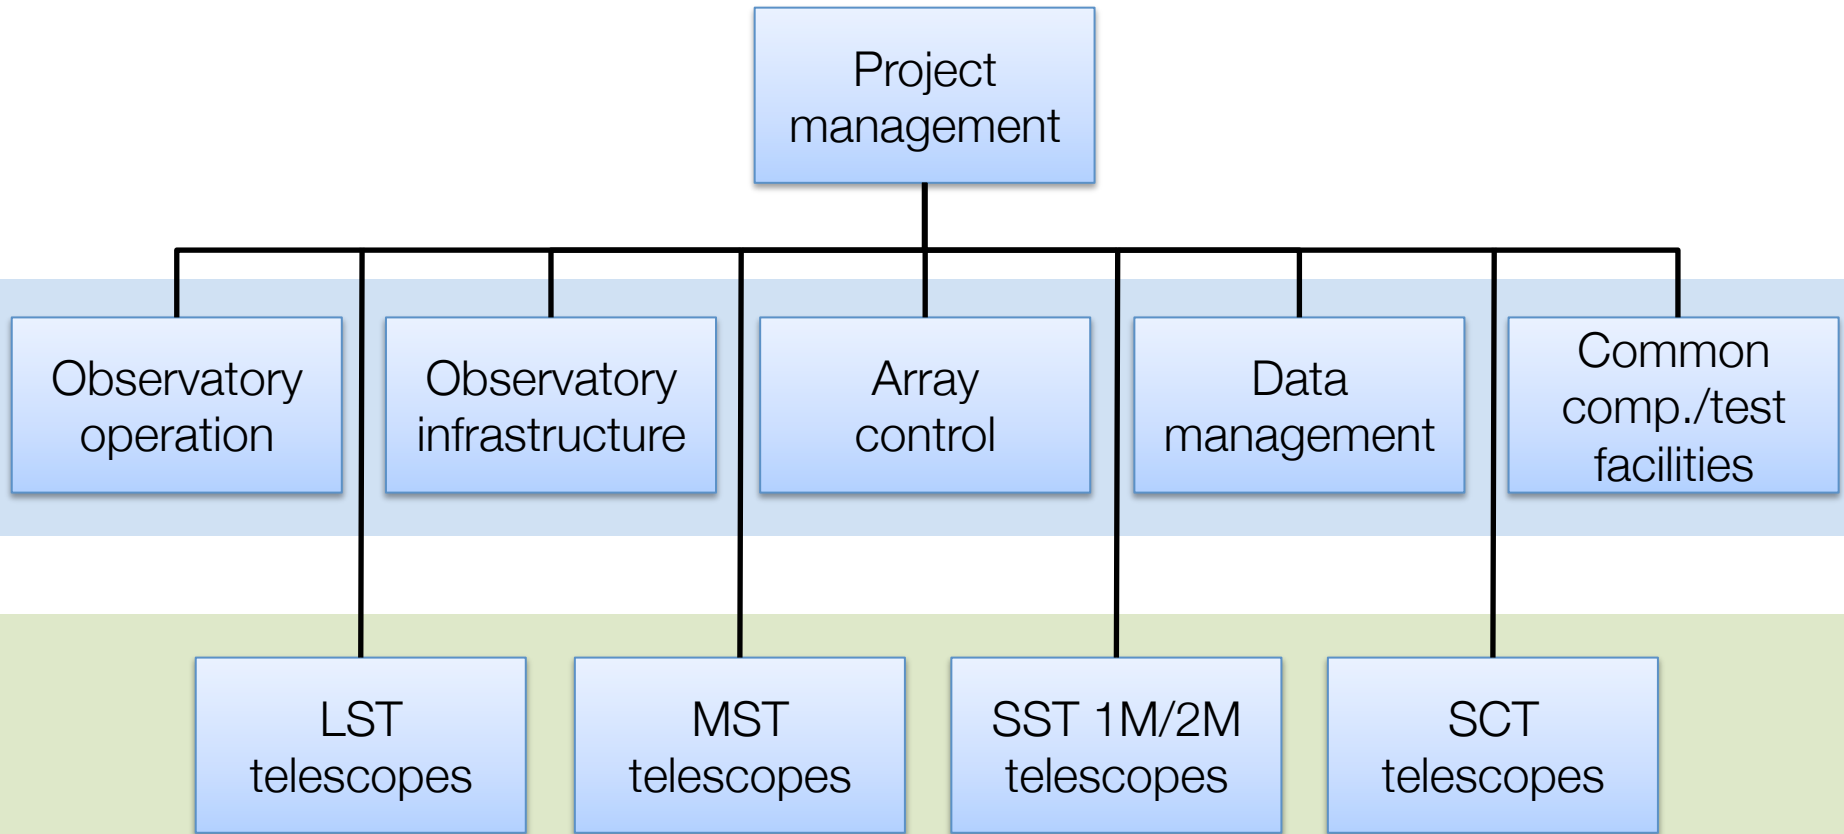 Project
management
Observatory
operation
Observatory
infrastructure
Array
control
Data
management
Common
comp./test
facilities
LST
telescopes
MST
telescopes
SST 1M/2M
telescopes
SCT
telescopes